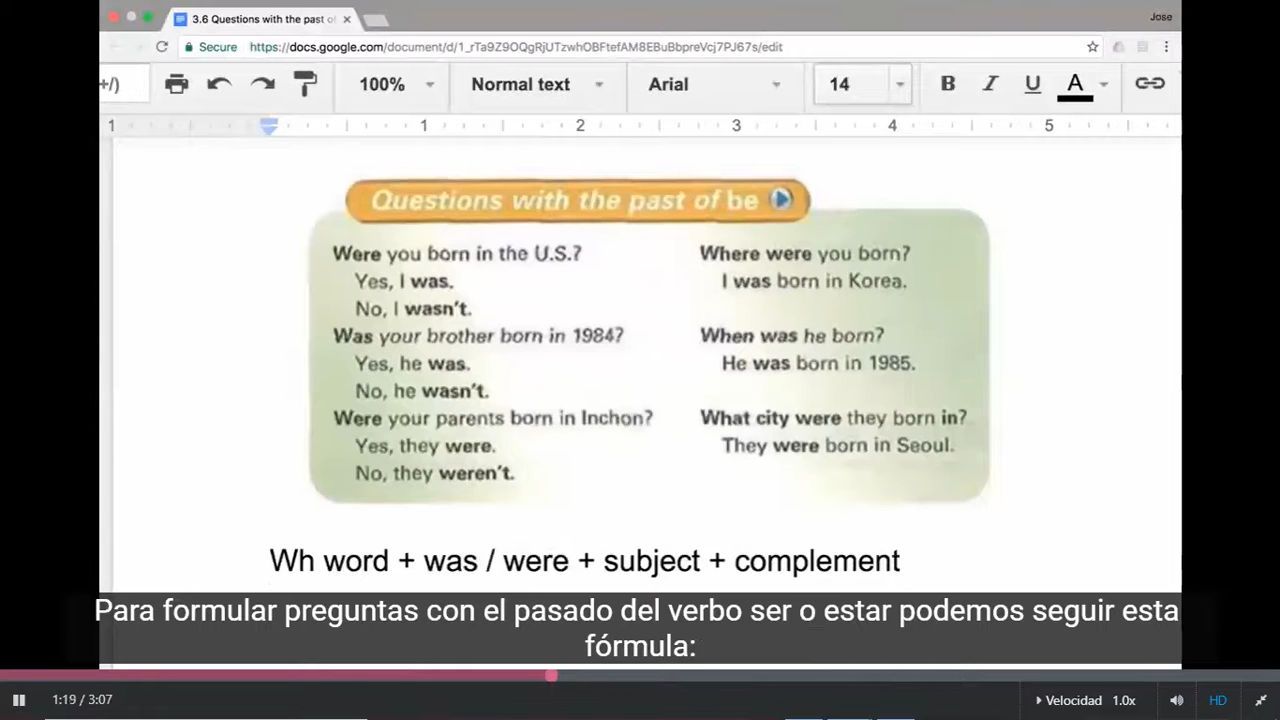 3.6 Questions with the past of
Jose
Secure https://docs.google.com/document/d/1_rTa9Z9OQgRjUTzwhOBFtefAM8EBuBbpreVcj7PJ67s/edit
+/) 100% Normal text Arial 14 B I U A
1 1 2 3 4 5
Questions with the past of be
Were you born in the U.S.?
Yes, I was.
No, I wasn't.
Was your brother born in 1984?
Yes, he was.
No, he wasn't.
Were your parents born in Inchon?
Yes, they were.
No, they weren't.
Where were you born?
I was born in Korea.
When was he born?
He was born in 1985.
What city were they born in?
They were born in Seoul.
Wh word + was / were + subject + complement
Para formular preguntas con el pasado del verbo ser o estar podemos seguir esta
fórmula:
1:19 / 3:07 Velocidad 1.0x HD